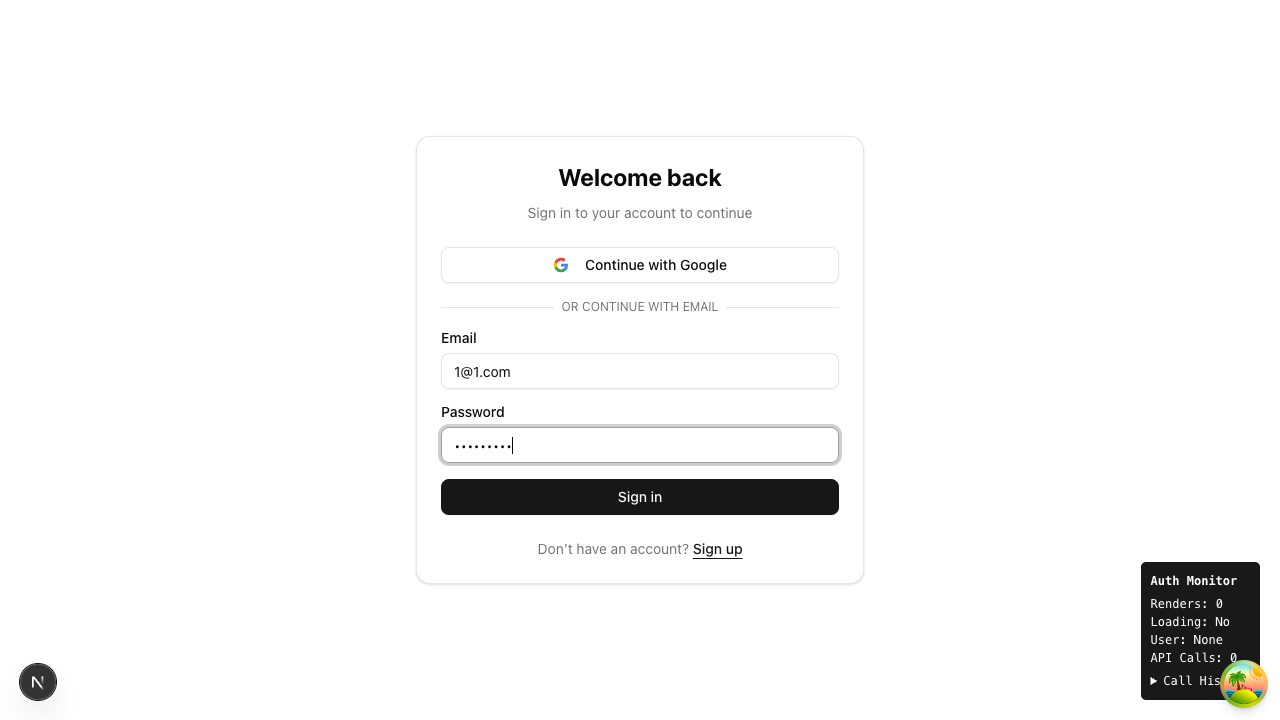 Welcome back
Sign in to your account to continue
Continue with Google
OR CONTINUE WITH EMAIL
Email
1@1.com
Password
•••••••••
Sign in
Don't have an account? Sign up
Auth Monitor
Renders: 0
Loading: No
User: None
API Calls: 0
▶ Call His
N